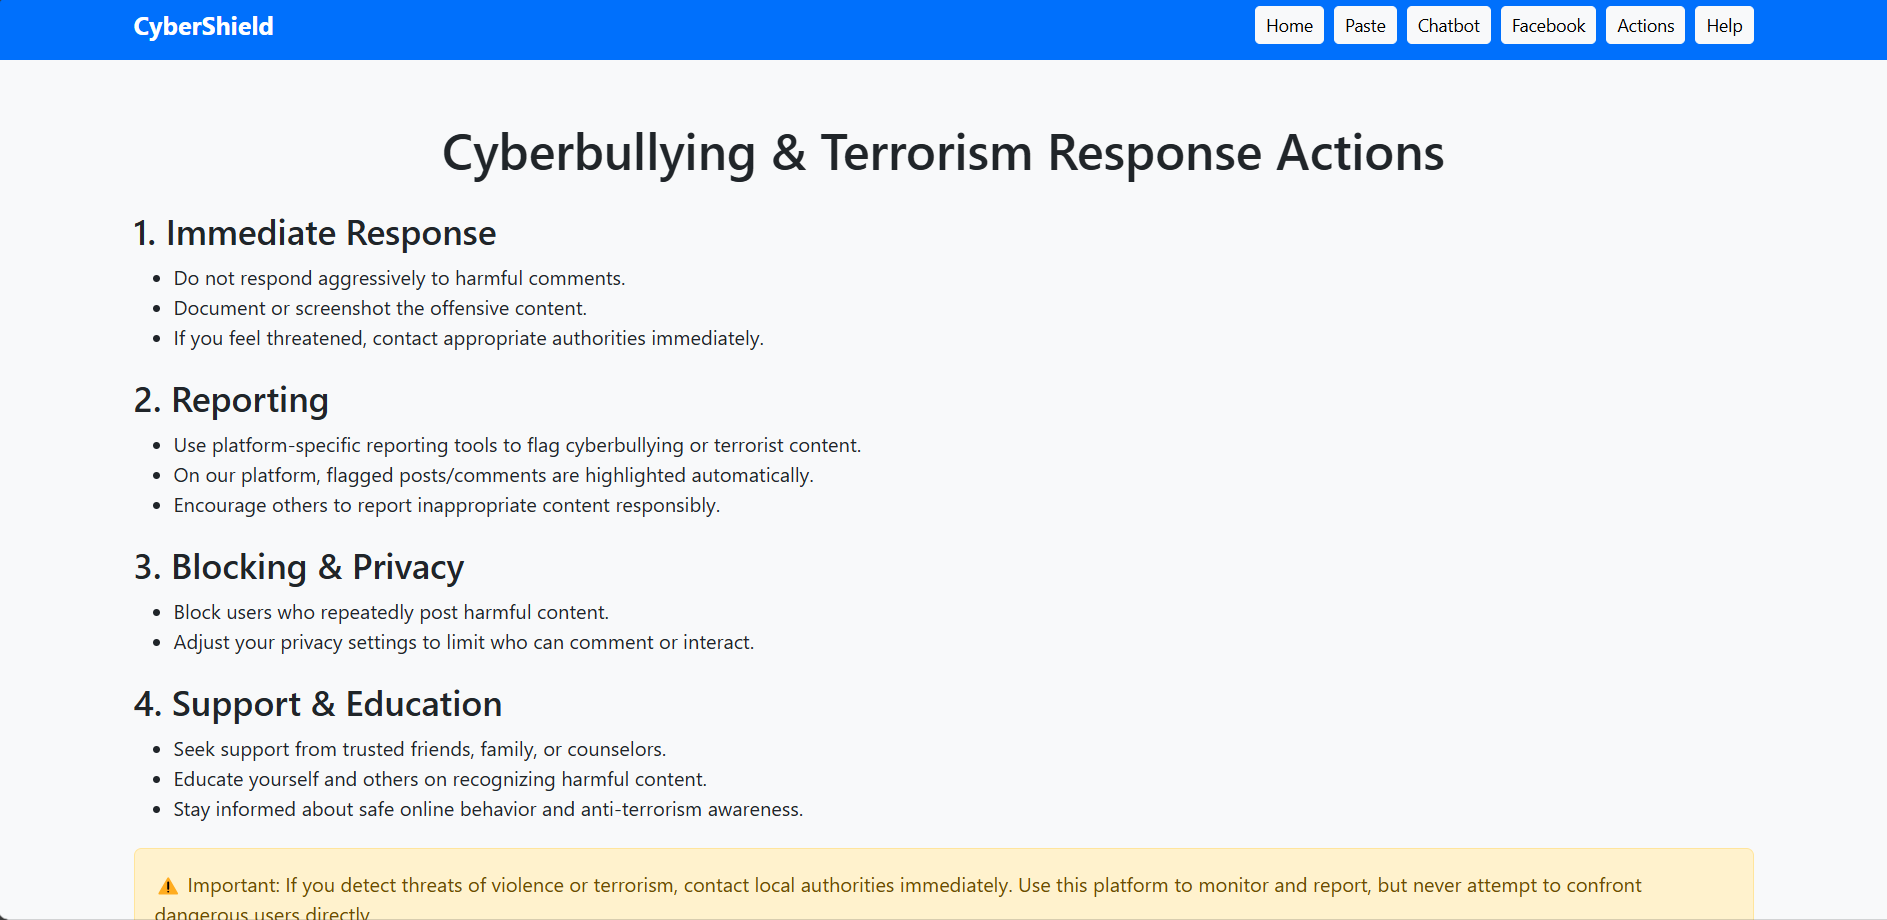 CyberShield
Home
Paste
Chatbot
Facebook
Actions
Help
Cyberbullying & Terrorism Response Actions
1. Immediate Response
• Do not respond aggressively to harmful comments.
• Document or screenshot the offensive content.
• If you feel threatened, contact appropriate authorities immediately.
2. Reporting
• Use platform-specific reporting tools to flag cyberbullying or terrorist content.
• On our platform, flagged posts/comments are highlighted automatically.
• Encourage others to report inappropriate content responsibly.
3. Blocking & Privacy
• Block users who repeatedly post harmful content.
• Adjust your privacy settings to limit who can comment or interact.
4. Support & Education
• Seek support from trusted friends, family, or counselors.
• Educate yourself and others on recognizing harmful content.
• Stay informed about safe online behavior and anti-terrorism awareness.
⚠️ Important: If you detect threats of violence or terrorism, contact local authorities immediately. Use this platform to monitor and report, but never attempt to confront
dangerous users directly.